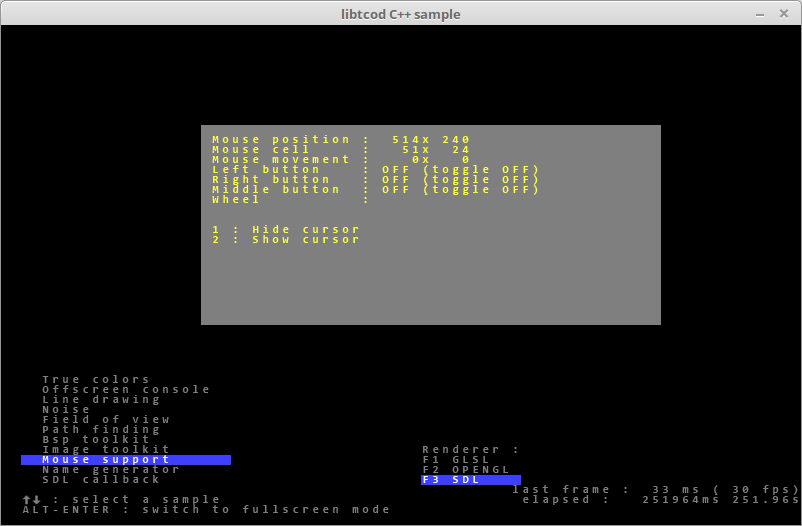 libtcod C++ sample
Mouse position : 514x 240
Mouse cell : 51x 24
Mouse movement : 0x 0
Left button : OFF (toggle OFF)
Right button : OFF (toggle OFF)
Middle button : OFF (toggle OFF)
Wheel :
1 : Hide cursor
2 : Show cursor
True colors
Offscreen console
Line drawing
Noise
Field of view
Path finding
Bsp toolkit
Image toolkit
Mouse support
Name generator
SDL callback
↑↓ : select a sample
ALT-ENTER : switch to fullscreen mode
Renderer :
F1 GLSL
F2 OPENGL
F3 SDL
last frame : 33 ms ( 30 fps)
elapsed : 251964ms 251.96s